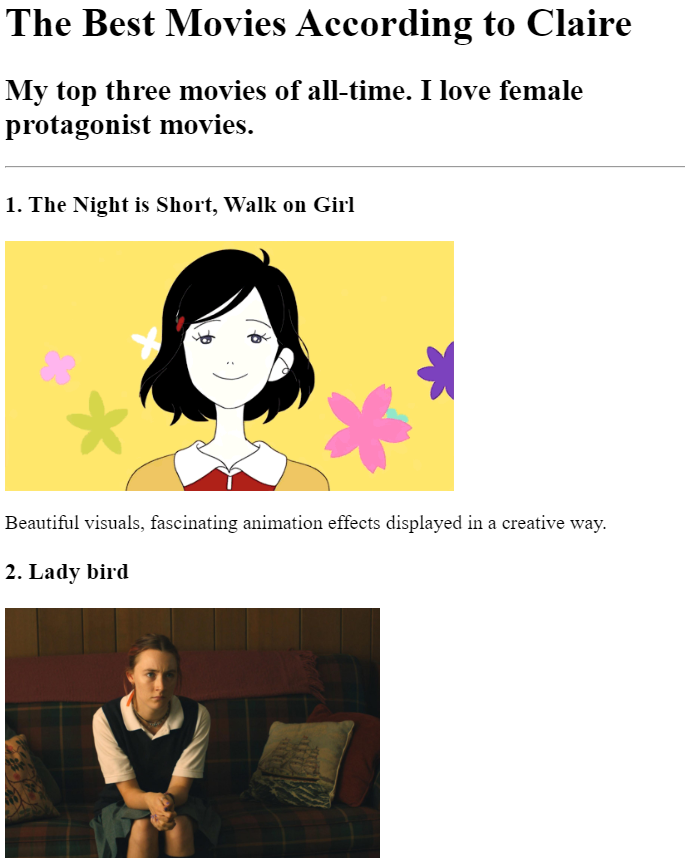 The Best Movies According to Claire
My top three movies of all-time. I love female
protagonist movies.
1. The Night is Short, Walk on Girl
Beautiful visuals, fascinating animation effects displayed in a creative way.
2. Lady bird